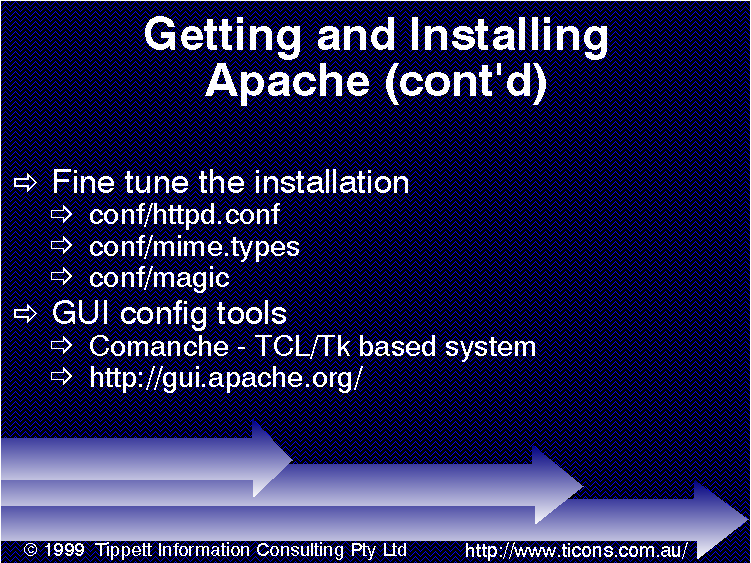 Getting and Installing
Apache (cont'd)
⇨ Fine tune the installation
⇨ conf/httpd.conf
⇨ conf/mime.types
⇨ conf/magic
⇨ GUI config tools
⇨ Comanche - TCL/Tk based system
⇨ http://gui.apache.org/
© 1999 Tippett Information Consulting Pty Ltd http://www.ticons.com.au/